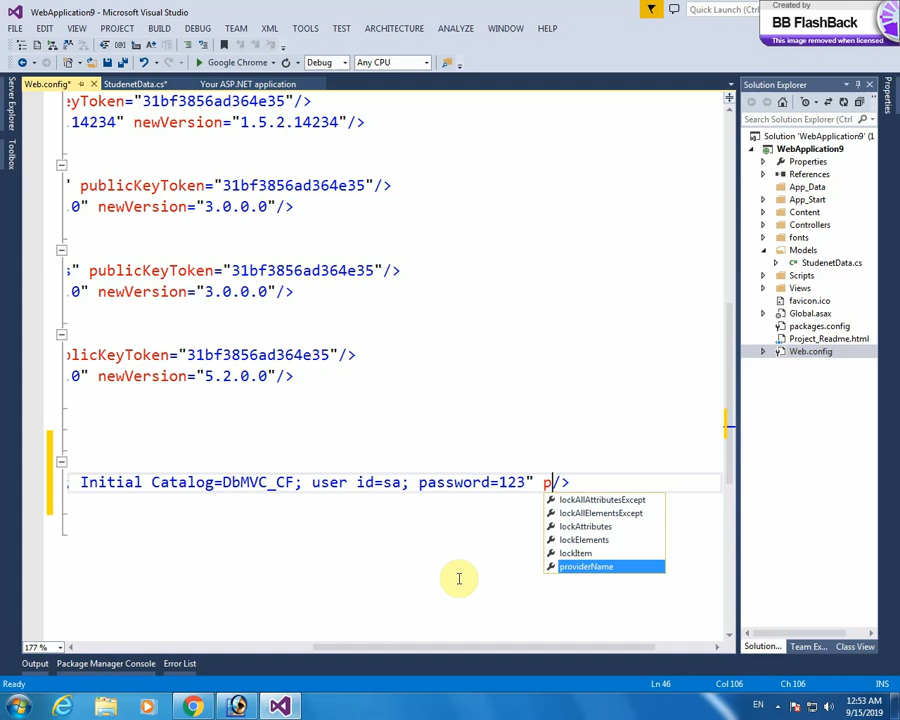 WebApplication9 - Microsoft Visual Studio
Quick Launch (
Created by
BB FlashBack
This image removed when licensed
FILE EDIT VIEW PROJECT BUILD DEBUG TEAM XML TOOLS TEST ARCHITECTURE ANALYZE WINDOW HELP
Google Chrome Debug Any CPU
Web.config* StudenetData.cs* Your ASP.NET application
Server Explorer
Toolbox
eyToken="31bf3856ad364e35"/>
.14234" newVersion="1.5.2.14234"/>
" publicKeyToken="31bf3856ad364e35"/>
.0" newVersion="3.0.0.0"/>
s" publicKeyToken="31bf3856ad364e35"/>
.0" newVersion="3.0.0.0"/>
blicKeyToken="31bf3856ad364e35"/>
.0" newVersion="5.2.0.0"/>
; Initial Catalog=DbMVC_CF; user id=sa; password=123" p/>
lockAllAttributesExcept
lockAllElementsExcept
lockAttributes
lockElements
lockItem
providerName
177 %
Solution Explorer
Search Solution Explorer (Ctrl+;)
Solution 'WebApplication9' (1
WebApplication9
Properties
References
App_Data
App_Start
Content
Controllers
fonts
Models
StudenetData.cs
Scripts
Views
favicon.ico
Global.asax
packages.config
Project_Readme.html
Web.config
Solution... Team Ex... Class View
Properties
Output Package Manager Console Error List
Ready Ln 46 Col 106 Ch 106 INS
EN 12:53 AM
9/15/2019